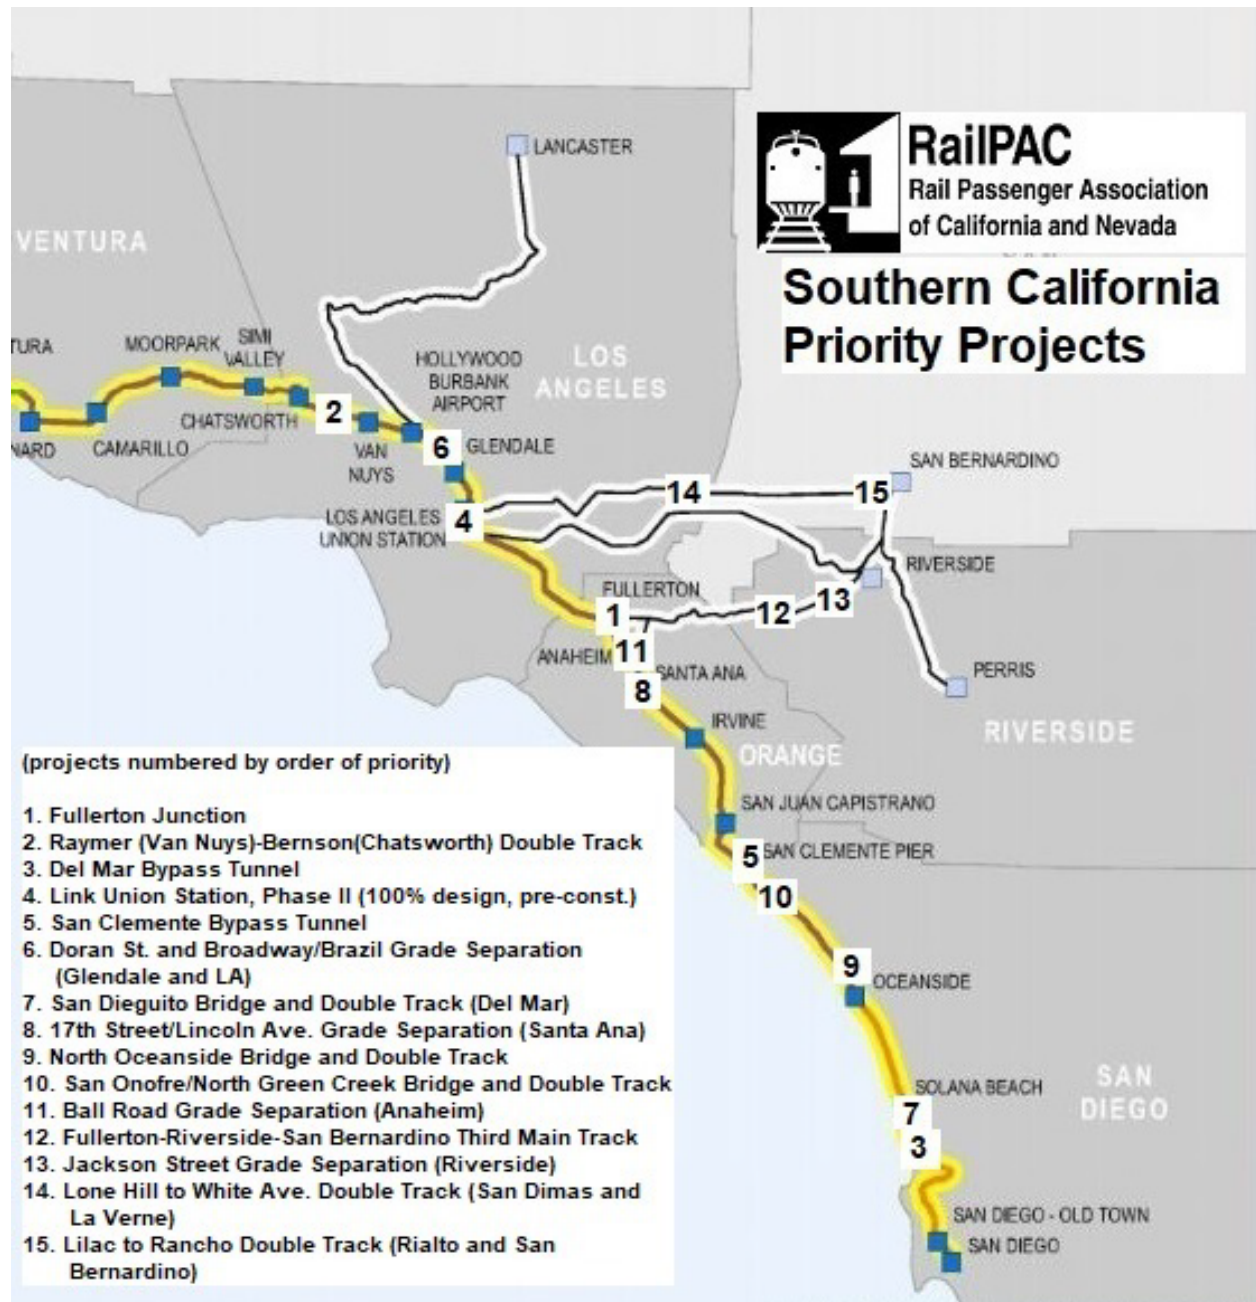 RailPAC
Rail Passenger Association
of California and Nevada
Southern California
Priority Projects
LANCASTER
VENTURA
TURA
MOORPARK
SIMI
VALLEY
HOLLYWOOD
BURBANK
AIRPORT
LOS
ANGELES
CHATSWORTH
2
NARD
CAMARILLO
VAN
NUYS
6
GLENDALE
SAN BERNARDINO
14
15
LOS ANGELES
UNION STATION
4
RIVERSIDE
FULLERTON
1
12
13
ANAHEIM
11
SANTA ANA
8
PERRIS
IRVINE
ORANGE
RIVERSIDE
SAN JUAN CAPISTRANO
5
SAN CLEMENTE PIER
10
9
OCEANSIDE
SOLANA BEACH
7
3
SAN
DIEGO
SAN DIEGO - OLD TOWN
SAN DIEGO
(projects numbered by order of priority)
1. Fullerton Junction
2. Raymer (Van Nuys)-Bernson(Chatsworth) Double Track
3. Del Mar Bypass Tunnel
4. Link Union Station, Phase II (100% design, pre-const.)
5. San Clemente Bypass Tunnel
6. Doran St. and Broadway/Brazil Grade Separation
(Glendale and LA)
7. San Dieguito Bridge and Double Track (Del Mar)
8. 17th Street/Lincoln Ave. Grade Separation (Santa Ana)
9. North Oceanside Bridge and Double Track
10. San Onofre/North Green Creek Bridge and Double Track
11. Ball Road Grade Separation (Anaheim)
12. Fullerton-Riverside-San Bernardino Third Main Track
13. Jackson Street Grade Separation (Riverside)
14. Lone Hill to White Ave. Double Track (San Dimas and
La Verne)
15. Lilac to Rancho Double Track (Rialto and San
Bernardino)